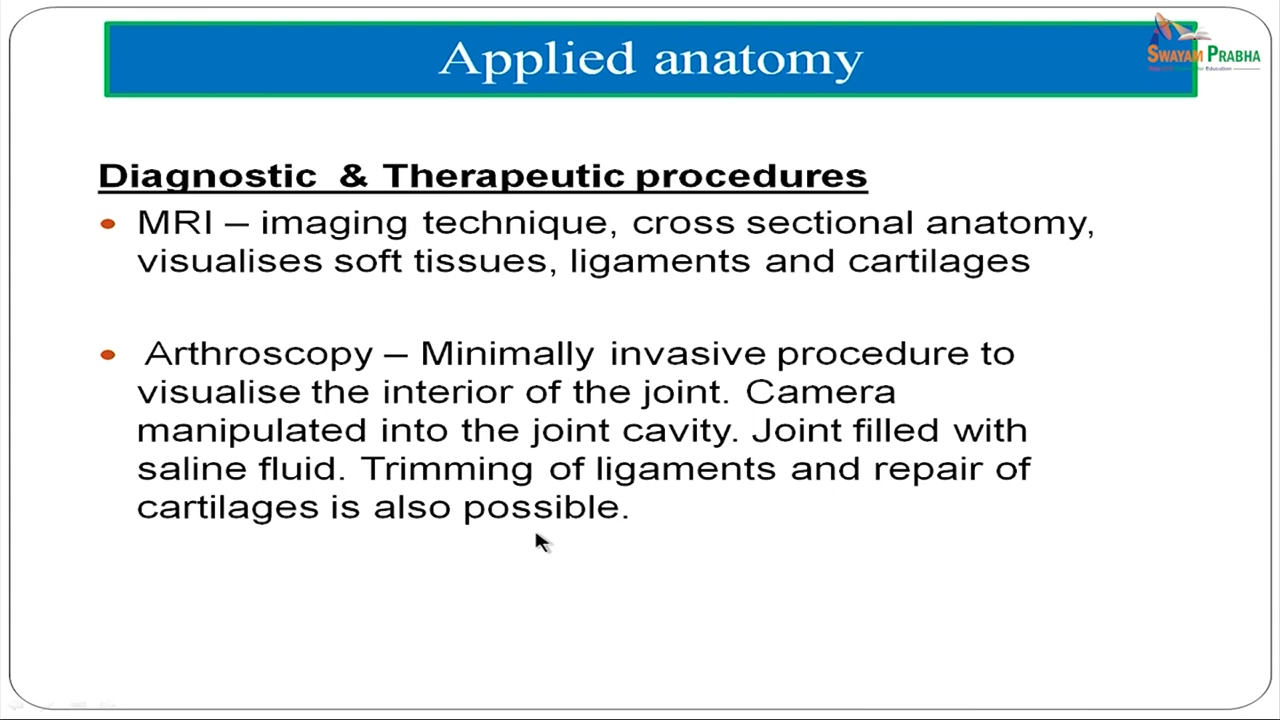 Applied anatomy
SWAYAM PRABHA
Diagnostic & Therapeutic procedures
• MRI – imaging technique, cross sectional anatomy,
visualises soft tissues, ligaments and cartilages
• Arthroscopy – Minimally invasive procedure to
visualise the interior of the joint. Camera
manipulated into the joint cavity. Joint filled with
saline fluid. Trimming of ligaments and repair of
cartilages is also possible.